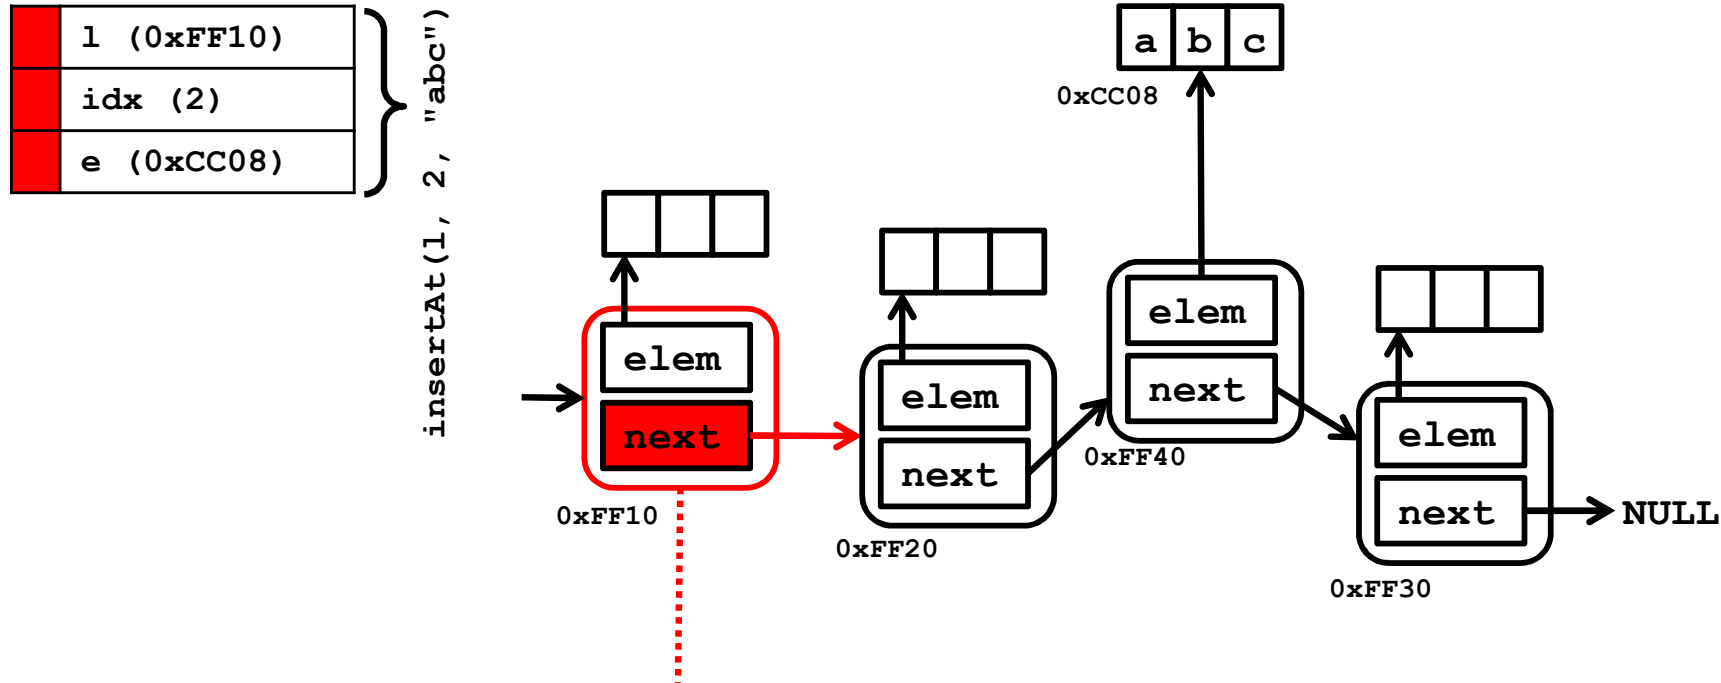 l (0xFF10)
idx (2)
e (0xCC08)
insertAt(l, 2, "abc")
a b c
0xCC08
elem
next
0xFF10
elem
next
0xFF20
elem
next
0xFF40
elem
next
0xFF30
NULL